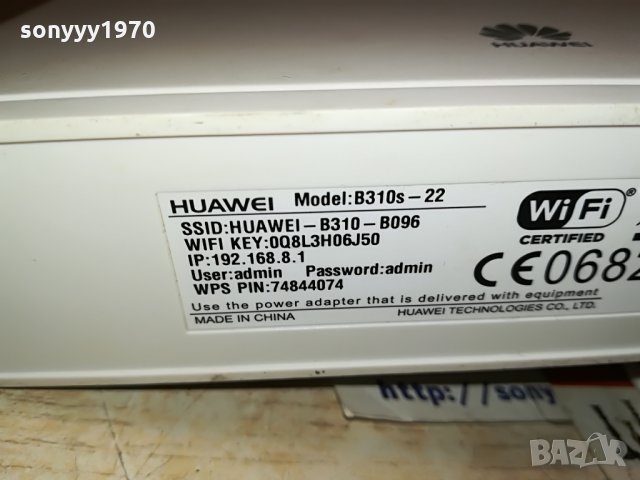 sonyyy1970
HUAWEI
HUAWEI Model:B310s-22
SSID:HUAWEI-B310-B096
WIFI KEY:0Q8L3H06J50
IP:192.168.8.1
User:admin Password:admin
WPS PIN:74844074
Use the power adapter that is delivered with equipment
MADE IN CHINA HUAWEI TECHNOLOGIES CO., LTD.
WiFi
CERTIFIED
CE0682
http://sony
BAZAR